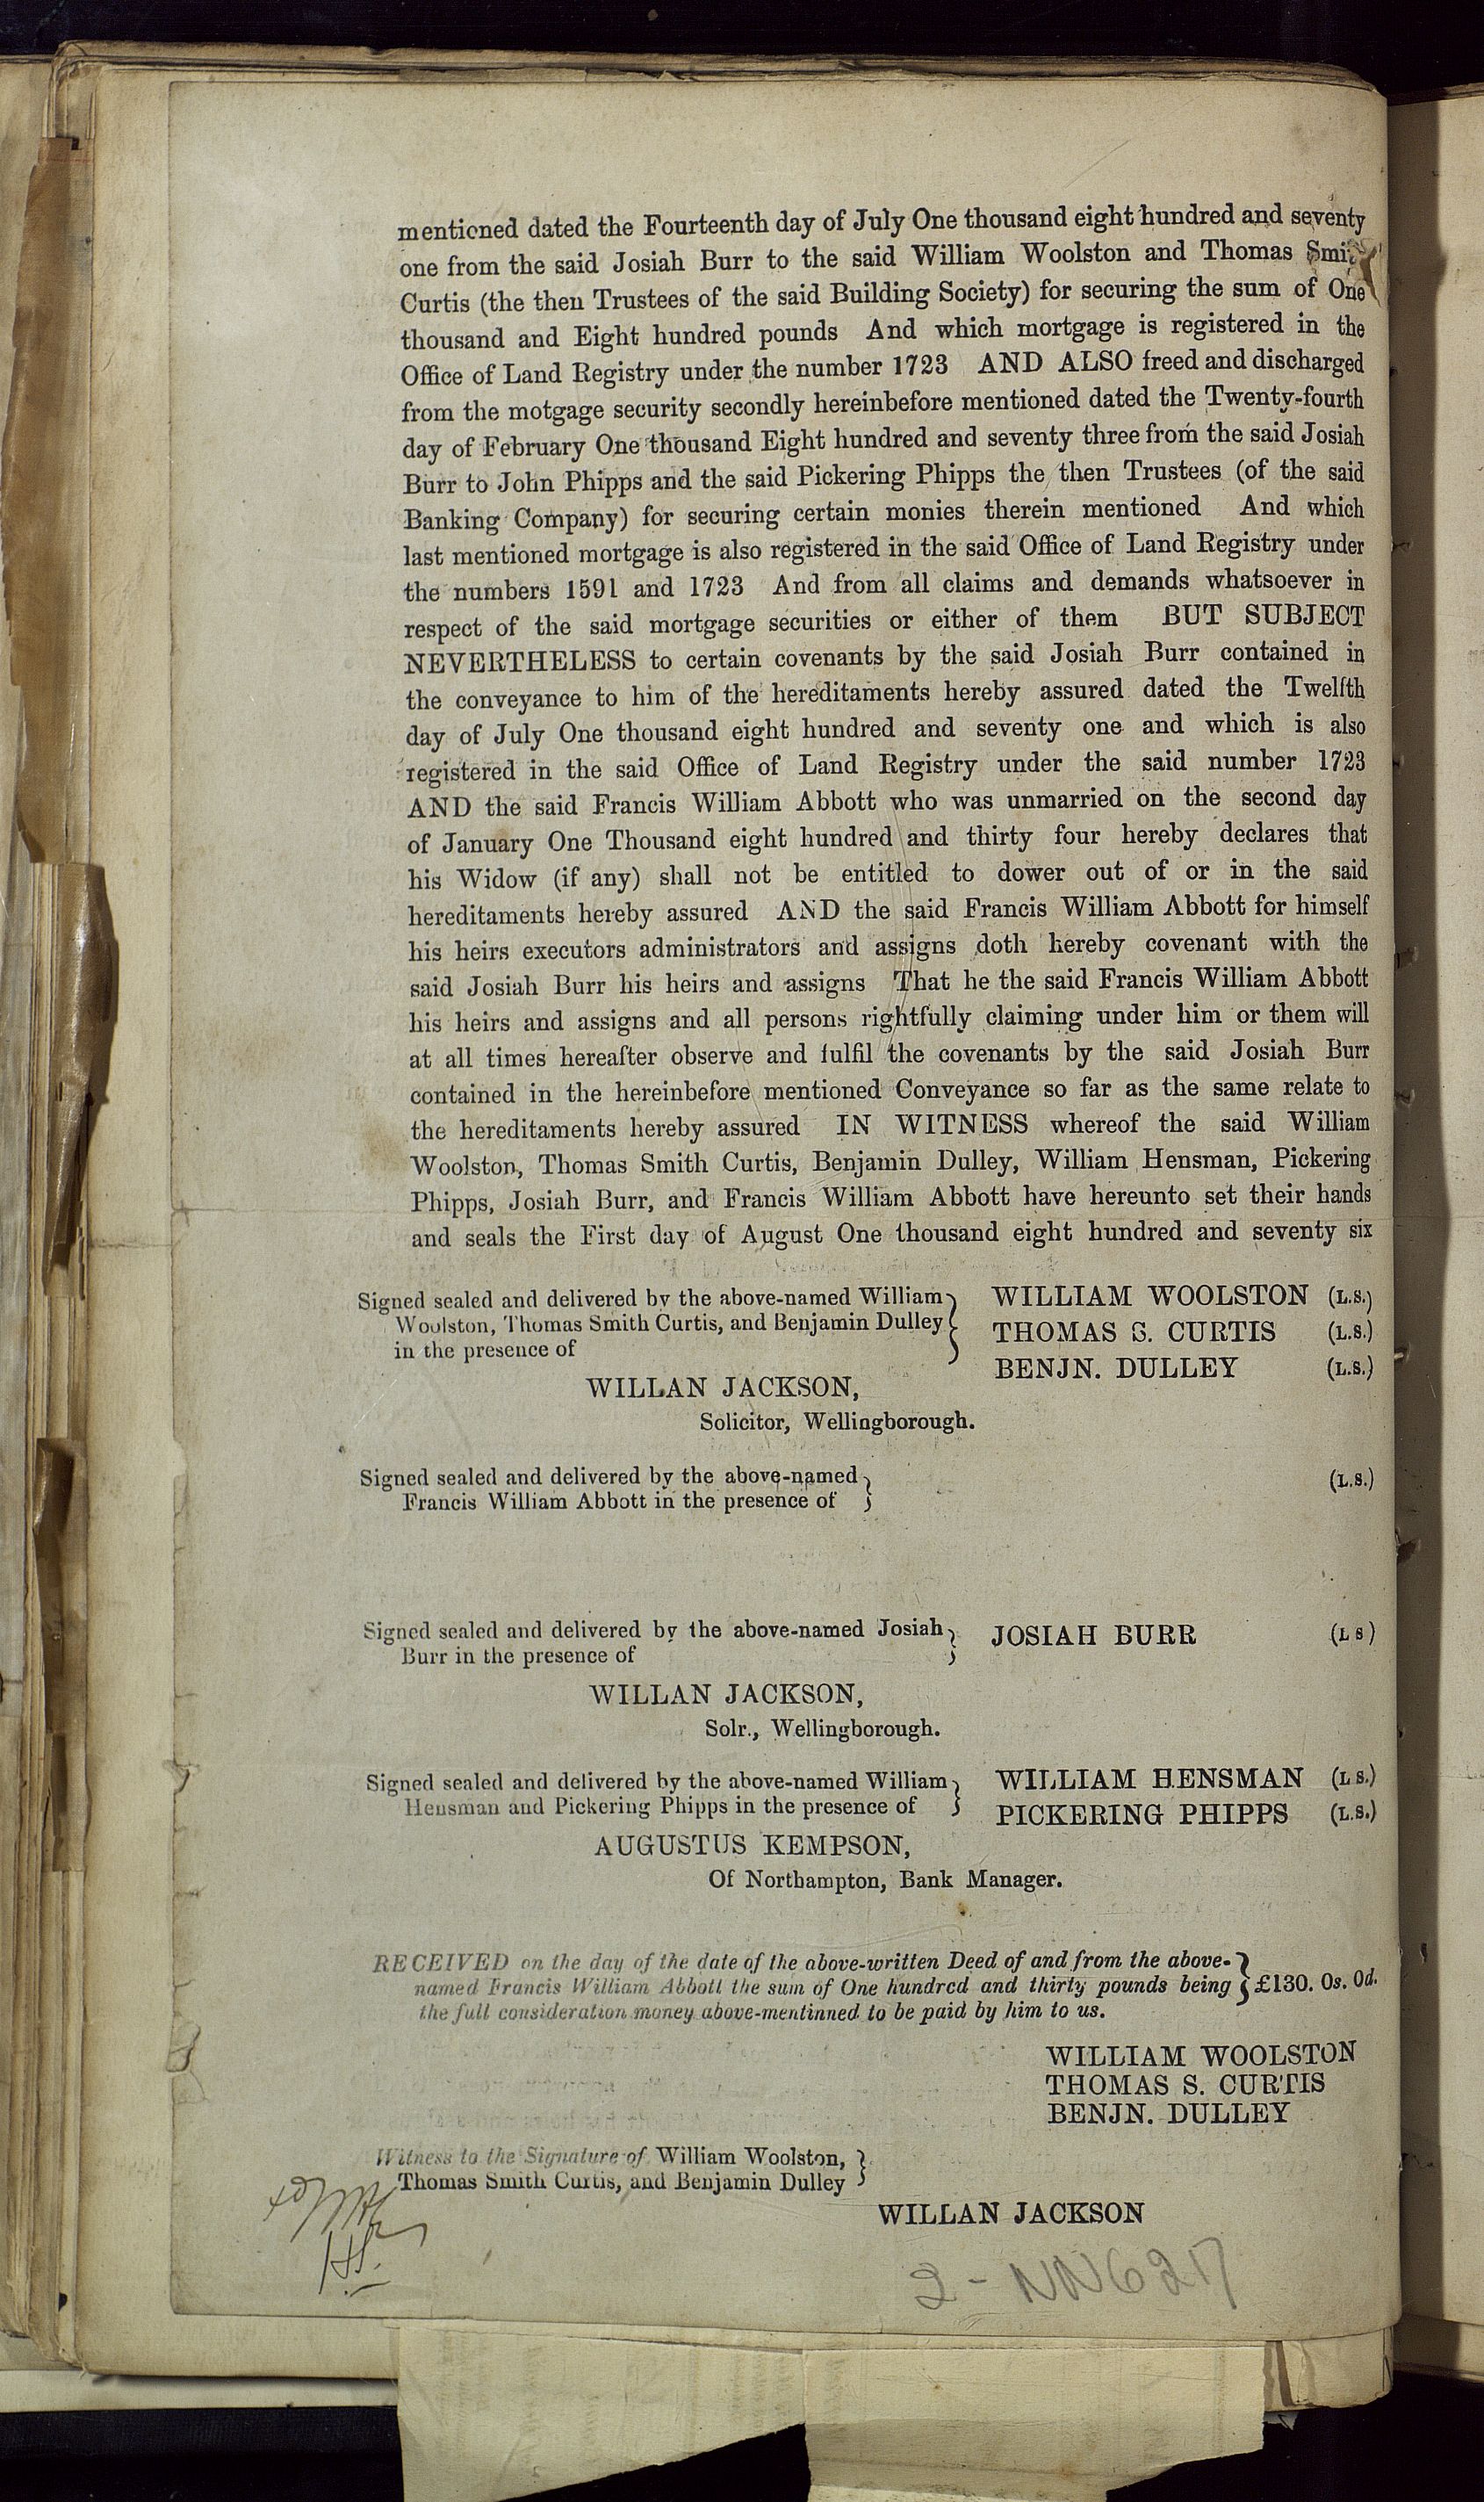 mentioned dated the Fourteenth day of July One thousand eight hundred and seventy
one from the said Josiah Burr to the said William Woolston and Thomas Smi
Curtis (the then Trustees of the said Building Society) for securing the sum of One
thousand and Eight hundred pounds And which mortgage is registered in the
Office of Land Registry under the number 1723 AND ALSO freed and discharged
from the motgage security secondly hereinbefore mentioned dated the Twenty-fourth
day of February One thousand Eight hundred and seventy three from the said Josiah
Burr to John Phipps and the said Pickering Phipps the then Trustees (of the said
Banking Company) for securing certain monies therein mentioned And which
last mentioned mortgage is also registered in the said Office of Land Registry under
the numbers 1591 and 1723 And from all claims and demands whatsoever in
respect of the said mortgage securities or either of them BUT SUBJECT
NEVERTHELESS to certain covenants by the said Josiah Burr contained in
the conveyance to him of the hereditaments hereby assured dated the Twelfth
day of July One thousand eight hundred and seventy one and which is also
registered in the said Office of Land Registry under the said number 1723
AND the said Francis William Abbott who was unmarried on the second day
of January One Thousand eight hundred and thirty four hereby declares that
his Widow (if any) shall not be entitled to dower out of or in the said
hereditaments hereby assured AND the said Francis William Abbott for himself
his heirs executors administrators and assigns doth hereby covenant with the
said Josiah Burr his heirs and assigns That he the said Francis William Abbott
his heirs and assigns and all persons rightfully claiming under him or them will
at all times hereafter observe and fulfil the covenants by the said Josiah Burr
contained in the hereinbefore mentioned Conveyance so far as the same relate to
the hereditaments hereby assured IN WITNESS whereof the said William
Woolston, Thomas Smith Curtis, Benjamin Dulley, William Hensman, Pickering
Phipps, Josiah Burr, and Francis William Abbott have hereunto set their hands
and seals the First day of August One thousand eight hundred and seventy six
Signed sealed and delivered by the above-named William
Woolston, Thomas Smith Curtis, and Benjamin Dulley
in the presence of
WILLIAM WOOLSTON (L.S.)
THOMAS S. CURTIS (L.S.)
BENJN. DULLEY (L.S.)
WILLAN JACKSON,
Solicitor, Wellingborough.
Signed sealed and delivered by the above-named
Francis William Abbott in the presence of
(L.S.)
Signed sealed and delivered by the above-named Josiah
Burr in the presence of
JOSIAH BURR (L S)
WILLAN JACKSON,
Solr., Wellingborough.
Signed sealed and delivered by the above-named William
Hensman and Pickering Phipps in the presence of
WILLIAM HENSMAN (L S.)
PICKERING PHIPPS (L.S.)
AUGUSTUS KEMPSON,
Of Northampton, Bank Manager.
RECEIVED on the day of the date of the above-written Deed of and from the above-
named Francis William Abbott the sum of One hundred and thirty pounds being
the full consideration money above-mentinned to be paid by him to us.
£130. 0s. 0d.
WILLIAM WOOLSTON
THOMAS S. CURTIS
BENJN. DULLEY
Witness to the Signature of William Woolston,
Thomas Smith Curtis, and Benjamin Dulley
WILLAN JACKSON
2 - NN6217